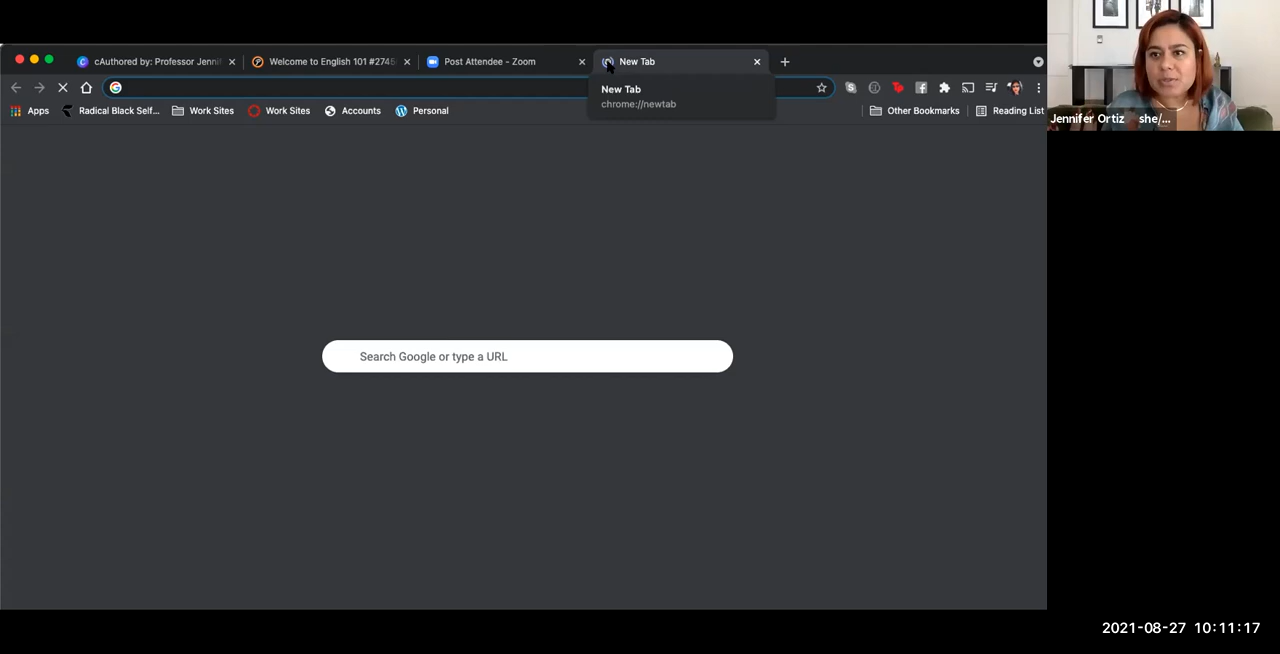 cAuthored by: Professor Jenni
Welcome to English 101 #2745
Post Attendee - Zoom
New Tab
New Tab
chrome://newtab
Apps
Radical Black Self...
Work Sites
Work Sites
Accounts
Personal
Other Bookmarks
Reading List
Search Google or type a URL
Jennifer Ortiz she/...
2021-08-27 10:11:17